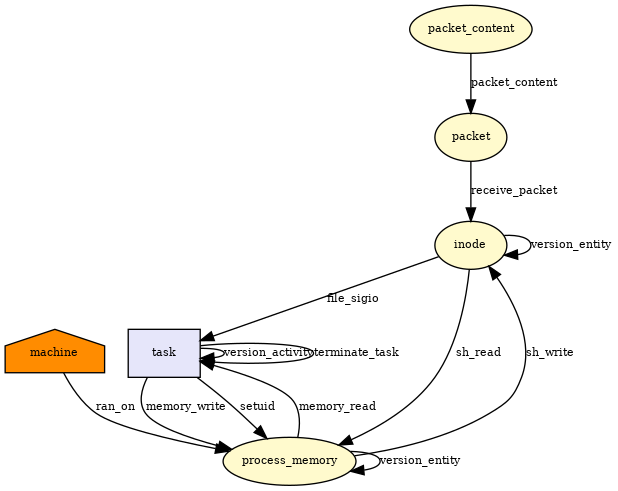 packet_content
packet_content
packet
receive_packet
inode
version_entity
file_sigio
machine
task
version_activity
terminate_task
sh_read
sh_write
ran_on
memory_write
setuid
memory_read
process_memory
version_entity